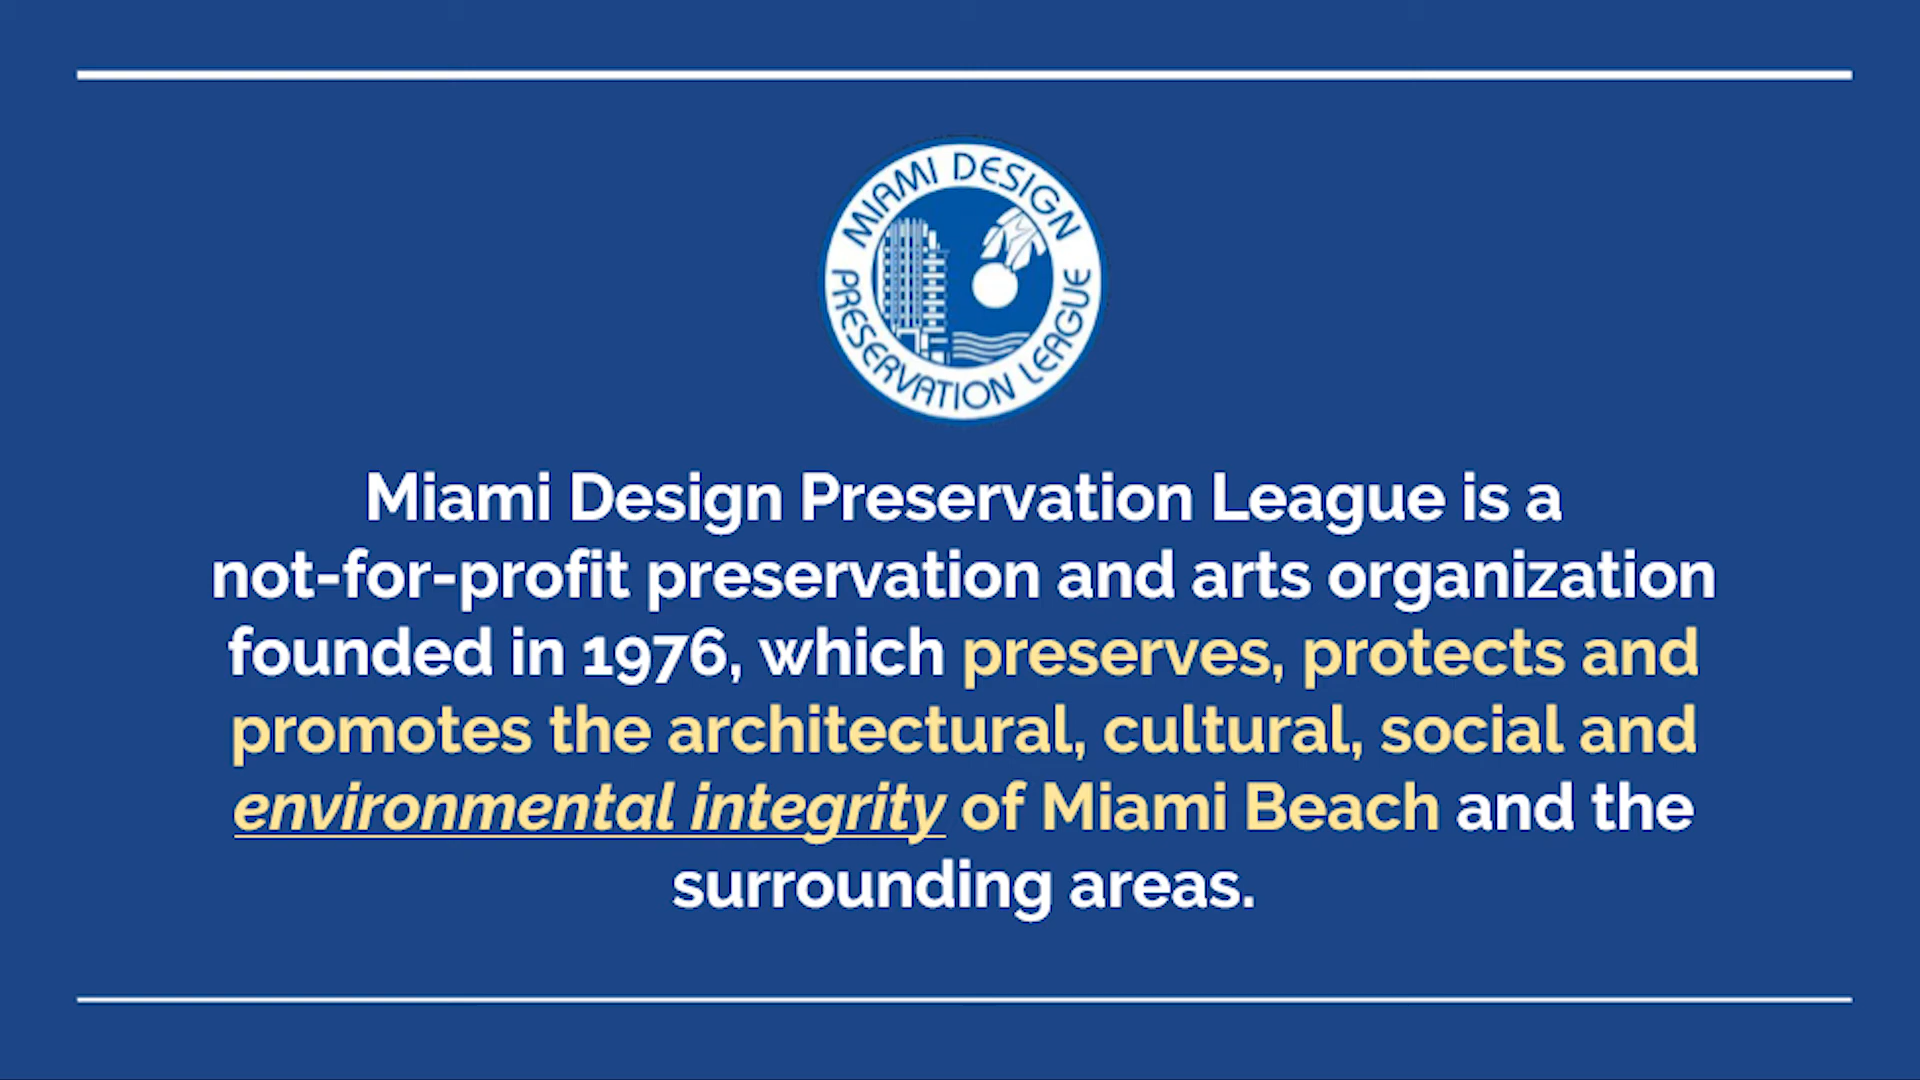 MIAMI DESIGN
PRESERVATION LEAGUE
Miami Design Preservation League is a
not-for-profit preservation and arts organization
founded in 1976, which preserves, protects and
promotes the architectural, cultural, social and
environmental integrity of Miami Beach and the
surrounding areas.